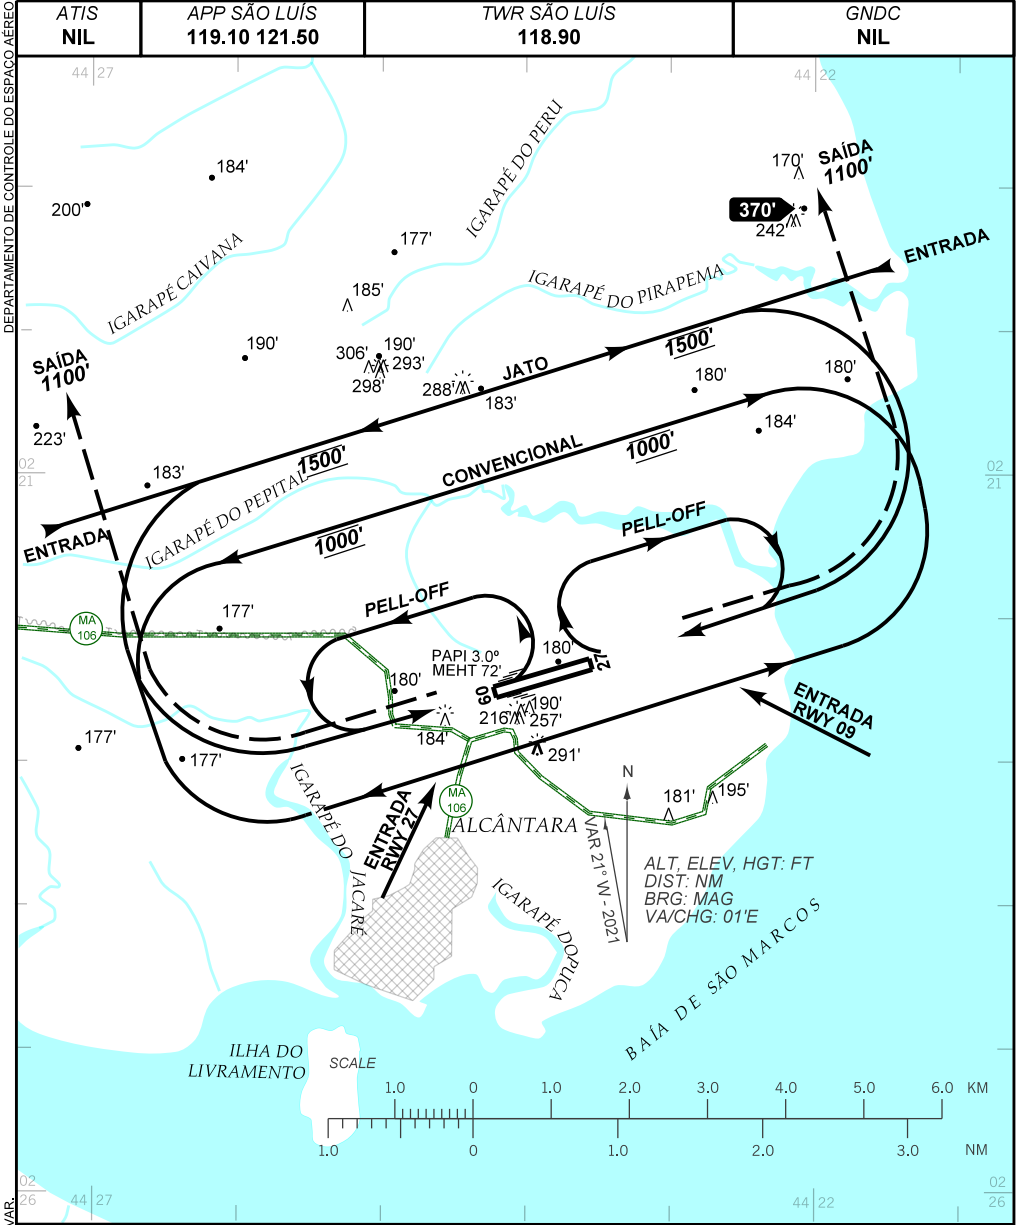 ATIS
NIL
APP SÃO LUÍS
119.10 121.50
TWR SÃO LUÍS
118.90
GNDC
NIL
DEPARTAMENTO DE CONTROLE DO ESPAÇO AÉREO
44 27
44 22
170'
SAÍDA
1100'
184'
200'
370'
242'
IGARAPÉ DO PERU
177'
ENTRADA
IGARAPÉ CAIVANA
185'
IGARAPÉ DO PIRAPEMA
1500'
190'
306'
190'
293'
298'
JATO
288'
183'
180'
180'
SAÍDA
1100'
223'
184'
02
21
183'
1500'
CONVENCIONAL
1000'
02
21
IGARAPÉ DO PEPITAL
ENTRADA
1000'
PELL-OFF
PELL-OFF
MA
106
177'
PAPI 3.0º
MEHT 72'
180'
27
09
180'
190'
216'
257'
184'
291'
ENTRADA
RWY 09
177'
177'
N
IGARAPÉ DO JACARÉ
MA
106
ENTRADA
RWY 27
ALCÂNTARA
181'
195'
VAR 21° W - 2021
ALT, ELEV, HGT: FT
DIST: NM
BRG: MAG
VA/CHG: 01'E
IGARAPÉ DO PUCA
BAÍA DE SÃO MARCOS
ILHA DO
LIVRAMENTO
SCALE
1.0 0 1.0 2.0 3.0 4.0 5.0 6.0 KM
1.0 0 1.0 2.0 3.0 NM
02
26
44 27
44 22
02
26
VAR.